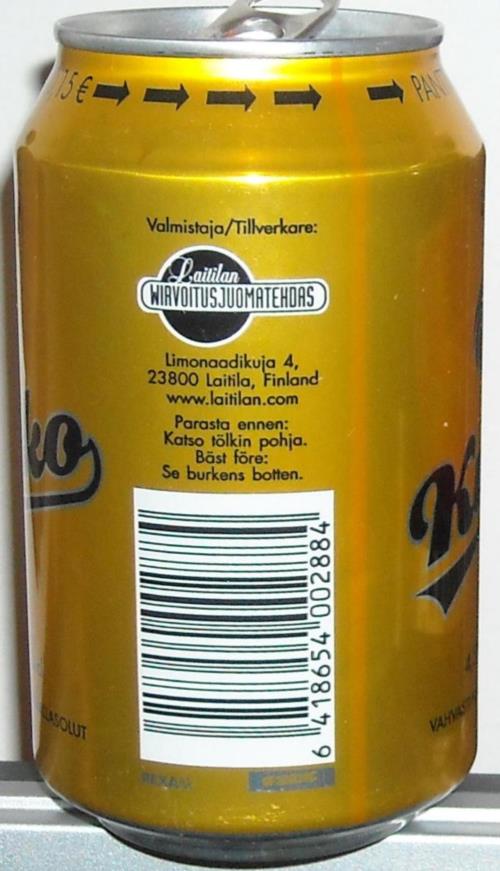 Valmistaja/Tillverkare:
Laitilan
WIRVOITUSJUOMATEHDAS
Limonaadikuja 4,
23800 Laitila, Finland
www.laitilan.com
Parasta ennen:
Katso tölkin pohja.
Bäst före:
Se burkens botten.
6 418654 002884
REXAM